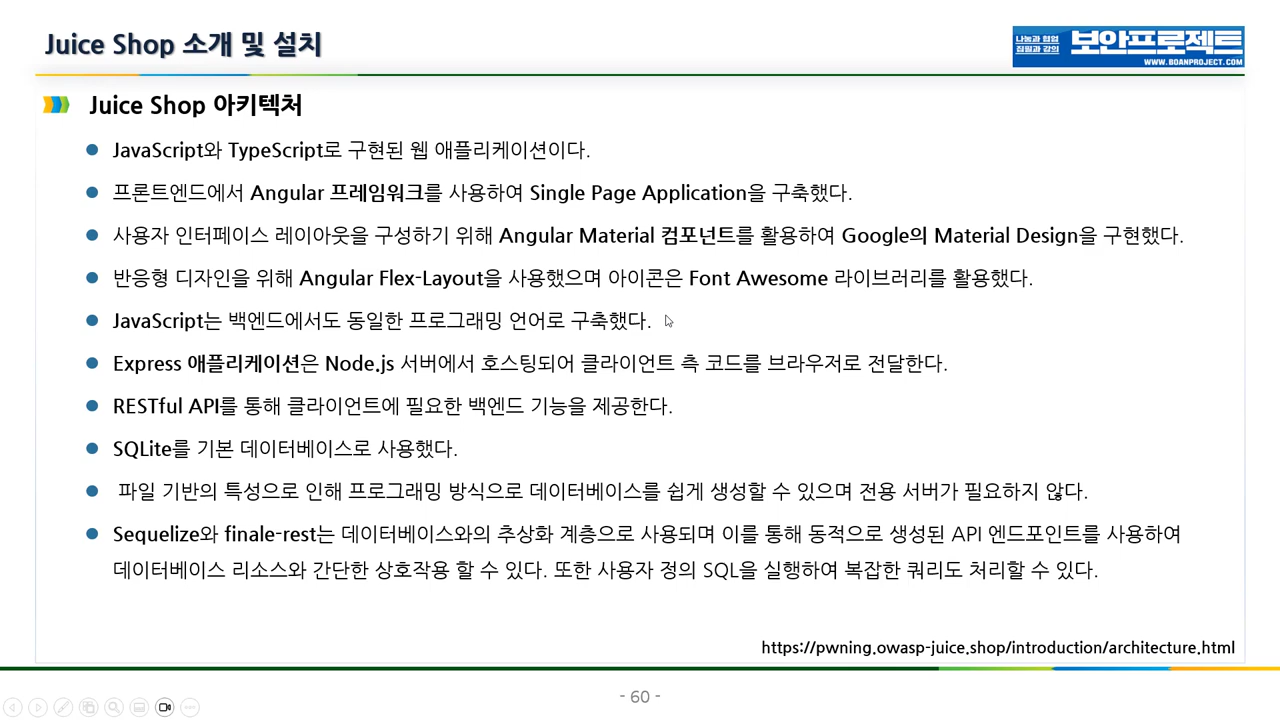 Juice Shop 소개 및 설치
나눔과 협업
집필과 강의
보안프로젝트
WWW.BOANPROJECT.COM
Juice Shop 아키텍처
JavaScript와 TypeScript로 구현된 웹 애플리케이션이다.
프론트엔드에서 Angular 프레임워크를 사용하여 Single Page Application을 구축했다.
사용자 인터페이스 레이아웃을 구성하기 위해 Angular Material 컴포넌트를 활용하여 Google의 Material Design을 구현했다.
반응형 디자인을 위해 Angular Flex-Layout을 사용했으며 아이콘은 Font Awesome 라이브러리를 활용했다.
JavaScript는 백엔드에서도 동일한 프로그래밍 언어로 구축했다.
Express 애플리케이션은 Node.js 서버에서 호스팅되어 클라이언트 측 코드를 브라우저로 전달한다.
RESTful API를 통해 클라이언트에 필요한 백엔드 기능을 제공한다.
SQLite를 기본 데이터베이스로 사용했다.
파일 기반의 특성으로 인해 프로그래밍 방식으로 데이터베이스를 쉽게 생성할 수 있으며 전용 서버가 필요하지 않다.
Sequelize와 finale-rest는 데이터베이스와의 추상화 계층으로 사용되며 이를 통해 동적으로 생성된 API 엔드포인트를 사용하여
데이터베이스 리소스와 간단한 상호작용 할 수 있다. 또한 사용자 정의 SQL을 실행하여 복잡한 쿼리도 처리할 수 있다.
https://pwning.owasp-juice.shop/introduction/architecture.html
- 60 -